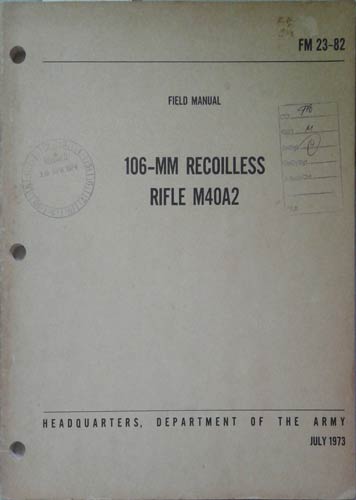 FM 23-82
FIELD MANUAL
106-MM RECOILLESS
RIFLE M40A2
HEADQUARTERS, DEPARTMENT OF THE ARMY
JULY 1973